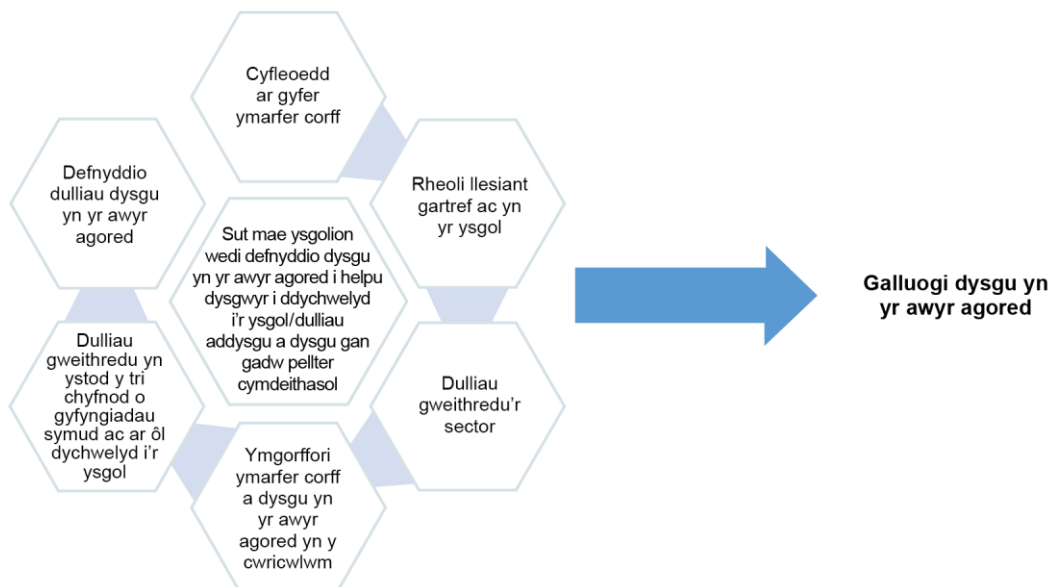 Cyfleoedd
ar gyfer
ymarfer corff
Defnyddio
dulliau dysgu
yn yr awyr
agored
Rheoli llesiant
gartref ac yn
yr ysgol
Sut mae ysgolion
wedi defnyddio dysgu
yn yr awyr agored i helpu
dysgwyr i ddychwelyd
i'r ysgol/dulliau
addysgu a dysgu gan
gadw pellter
cymdeithasol
Galluogi dysgu yn
yr awyr agored
Dulliau
gweithredu yn
ystod y tri
chyfnod o
gyfyngiadau
symud ac ar ôl
dychwelyd i'r
ysgol
Dulliau
gweithredu'r
sector
Ymgorffori
ymarfer corff
a dysgu yn
yr awyr
agored yn y
cwricwlwm